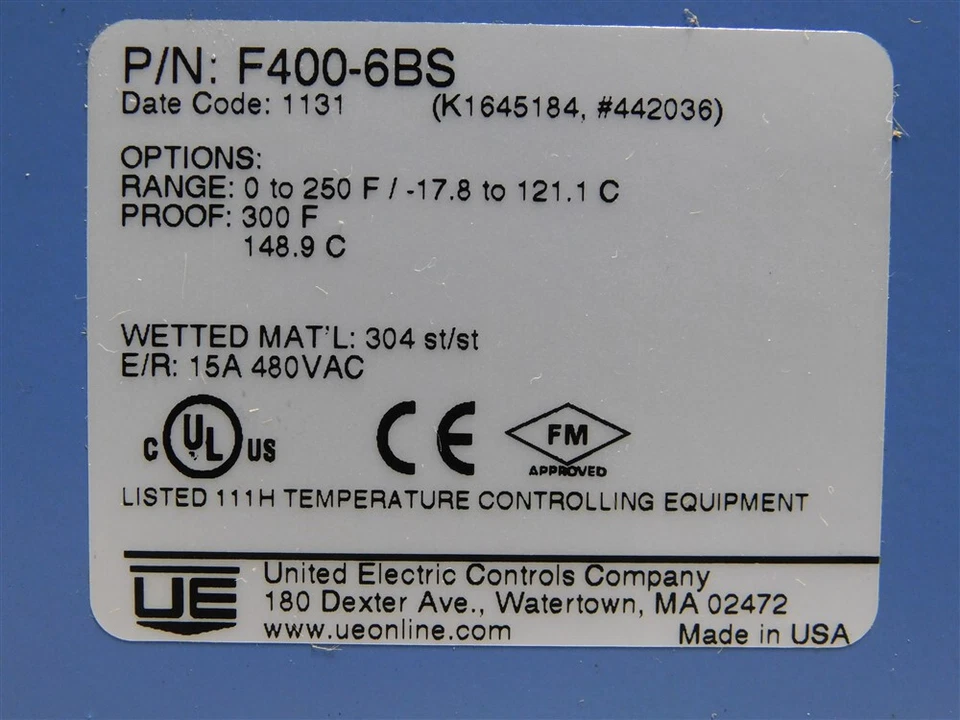 P/N: F400-6BS
Date Code: 1131 (K1645184, #442036)
OPTIONS:
RANGE: 0 to 250 F / -17.8 to 121.1 C
PROOF: 300 F
148.9 C
WETTED MAT'L: 304 st/st
E/R: 15A 480VAC
C UL US CE FM
APPROVED
LISTED 111H TEMPERATURE CONTROLLING EQUIPMENT
UE United Electric Controls Company
180 Dexter Ave., Watertown, MA 02472
www.ueonline.com Made in USA